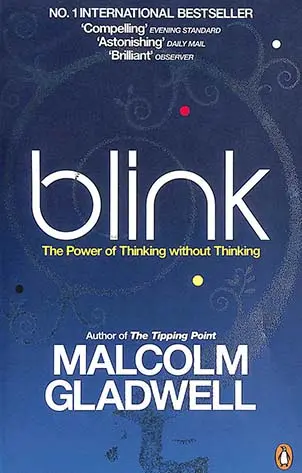 NO. 1 INTERNATIONAL BESTSELLER
‘Compelling’ EVENING STANDARD
‘Astonishing’ DAILY MAIL
‘Brilliant’ OBSERVER
blink
The Power of Thinking without Thinking
Author of The Tipping Point
MALCOLM
GLADWELL